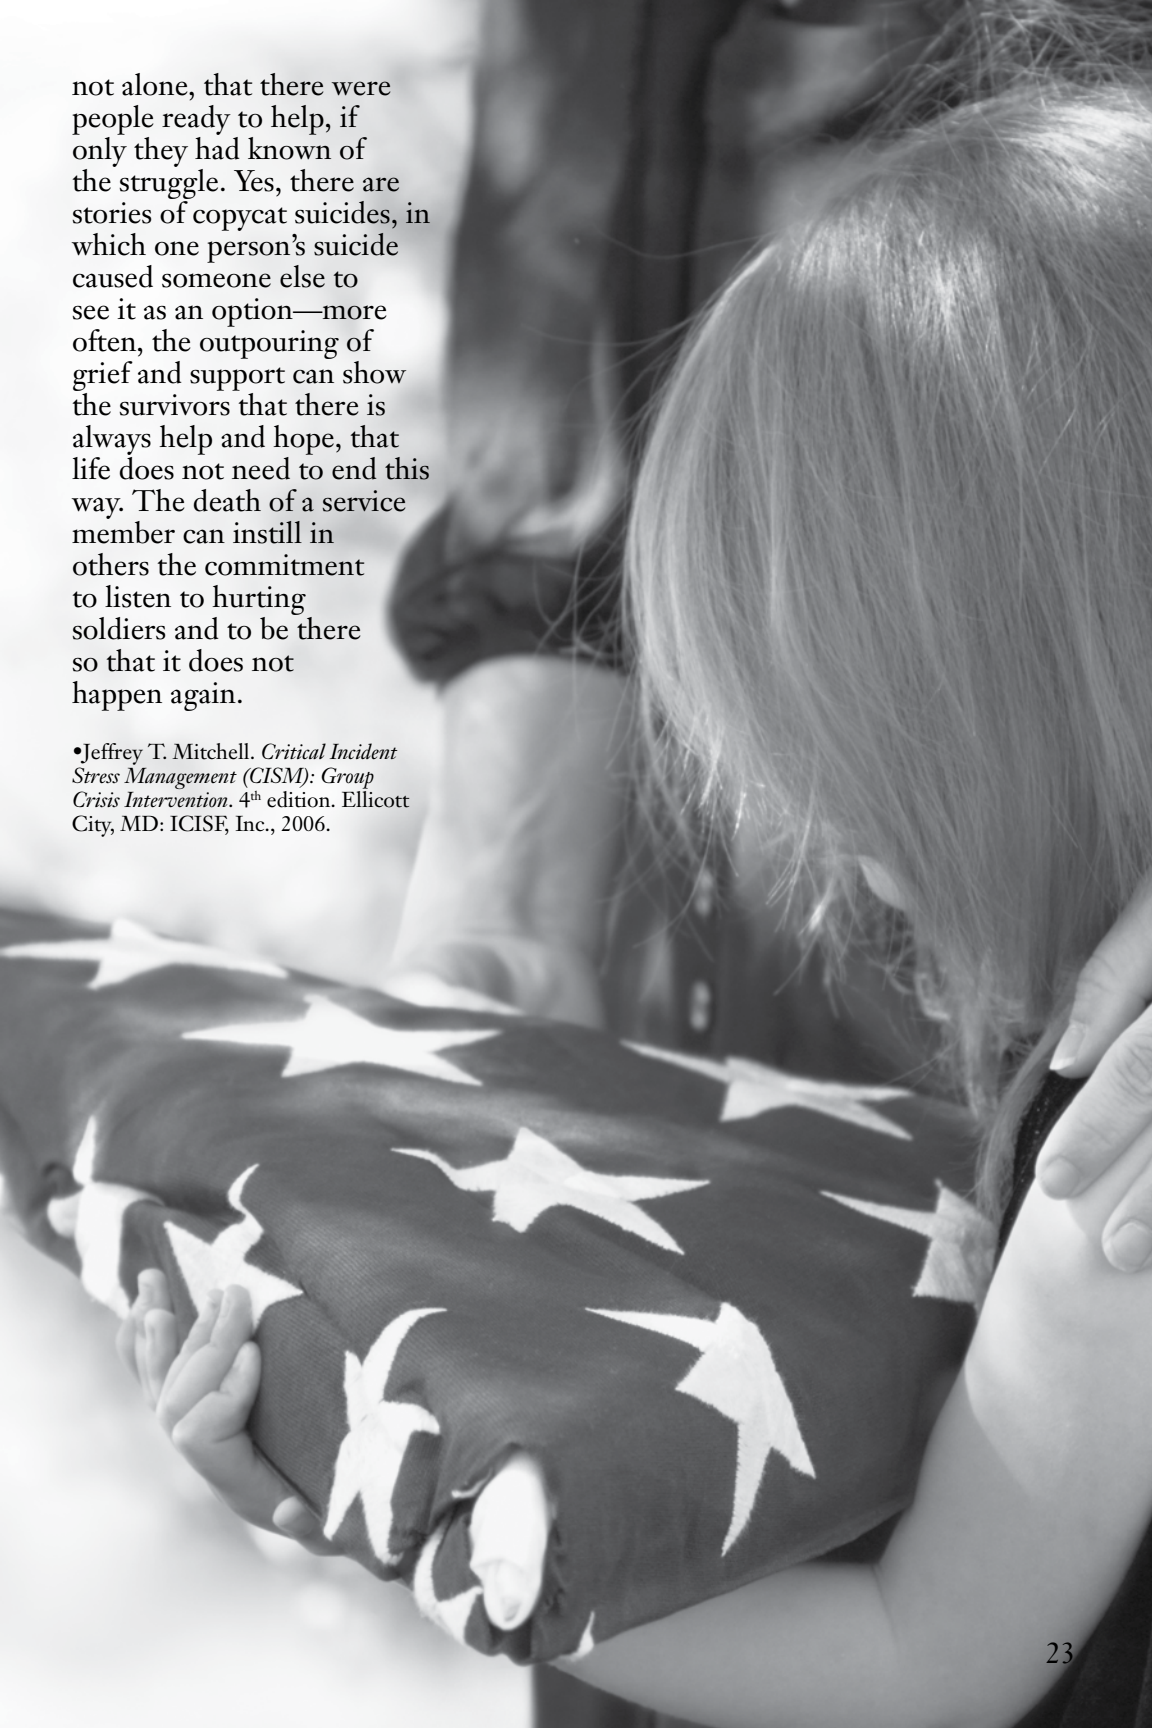 not alone, that there were
people ready to help, if
only they had known of
the struggle. Yes, there are
stories of copycat suicides, in
which one person’s suicide
caused someone else to
see it as an option—more
often, the outpouring of
grief and support can show
the survivors that there is
always help and hope, that
life does not need to end this
way. The death of a service
member can instill in
others the commitment
to listen to hurting
soldiers and to be there
so that it does not
happen again.
•Jeffrey T. Mitchell. Critical Incident
Stress Management (CISM): Group
Crisis Intervention. 4th edition. Ellicott
City, MD: ICISF, Inc., 2006.
23